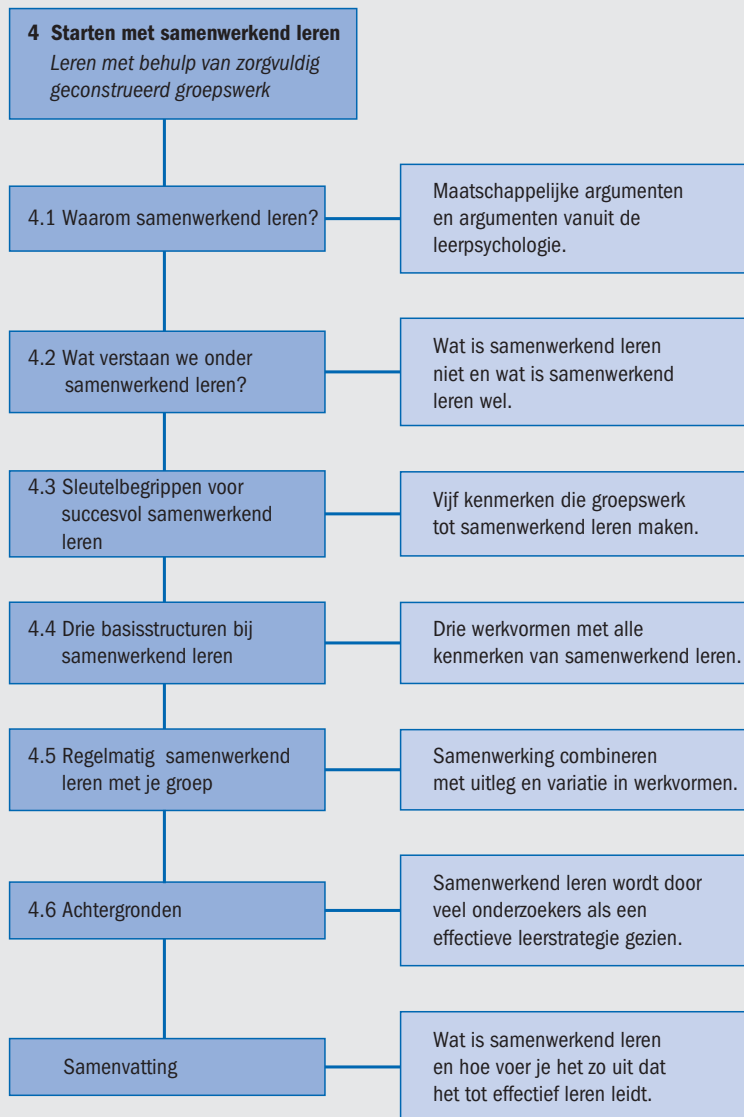 4 Starten met samenwerkend leren
Leren met behulp van zorgvuldig
geconstrueerd groepswerk
4.1 Waarom samenwerkend leren?
Maatschappelijke argumenten
en argumenten vanuit de
leerpsychologie.
4.2 Wat verstaan we onder
samenwerkend leren?
Wat is samenwerkend leren
niet en wat is samenwerkend
leren wel.
4.3 Sleutelbegrippen voor
succesvol samenwerkend
leren
Vijf kenmerken die groepswerk
tot samenwerkend leren maken.
4.4 Drie basisstructuren bij
samenwerkend leren
Drie werkvormen met alle
kenmerken van samenwerkend leren.
4.5 Regelmatig samenwerkend
leren met je groep
Samenwerking combineren
met uitleg en variatie in werkvormen.
4.6 Achtergronden
Samenwerkend leren wordt door
veel onderzoekers als een
effectieve leerstrategie gezien.
Samenvatting
Wat is samenwerkend leren
en hoe voer je het zo uit dat
het tot effectief leren leidt.